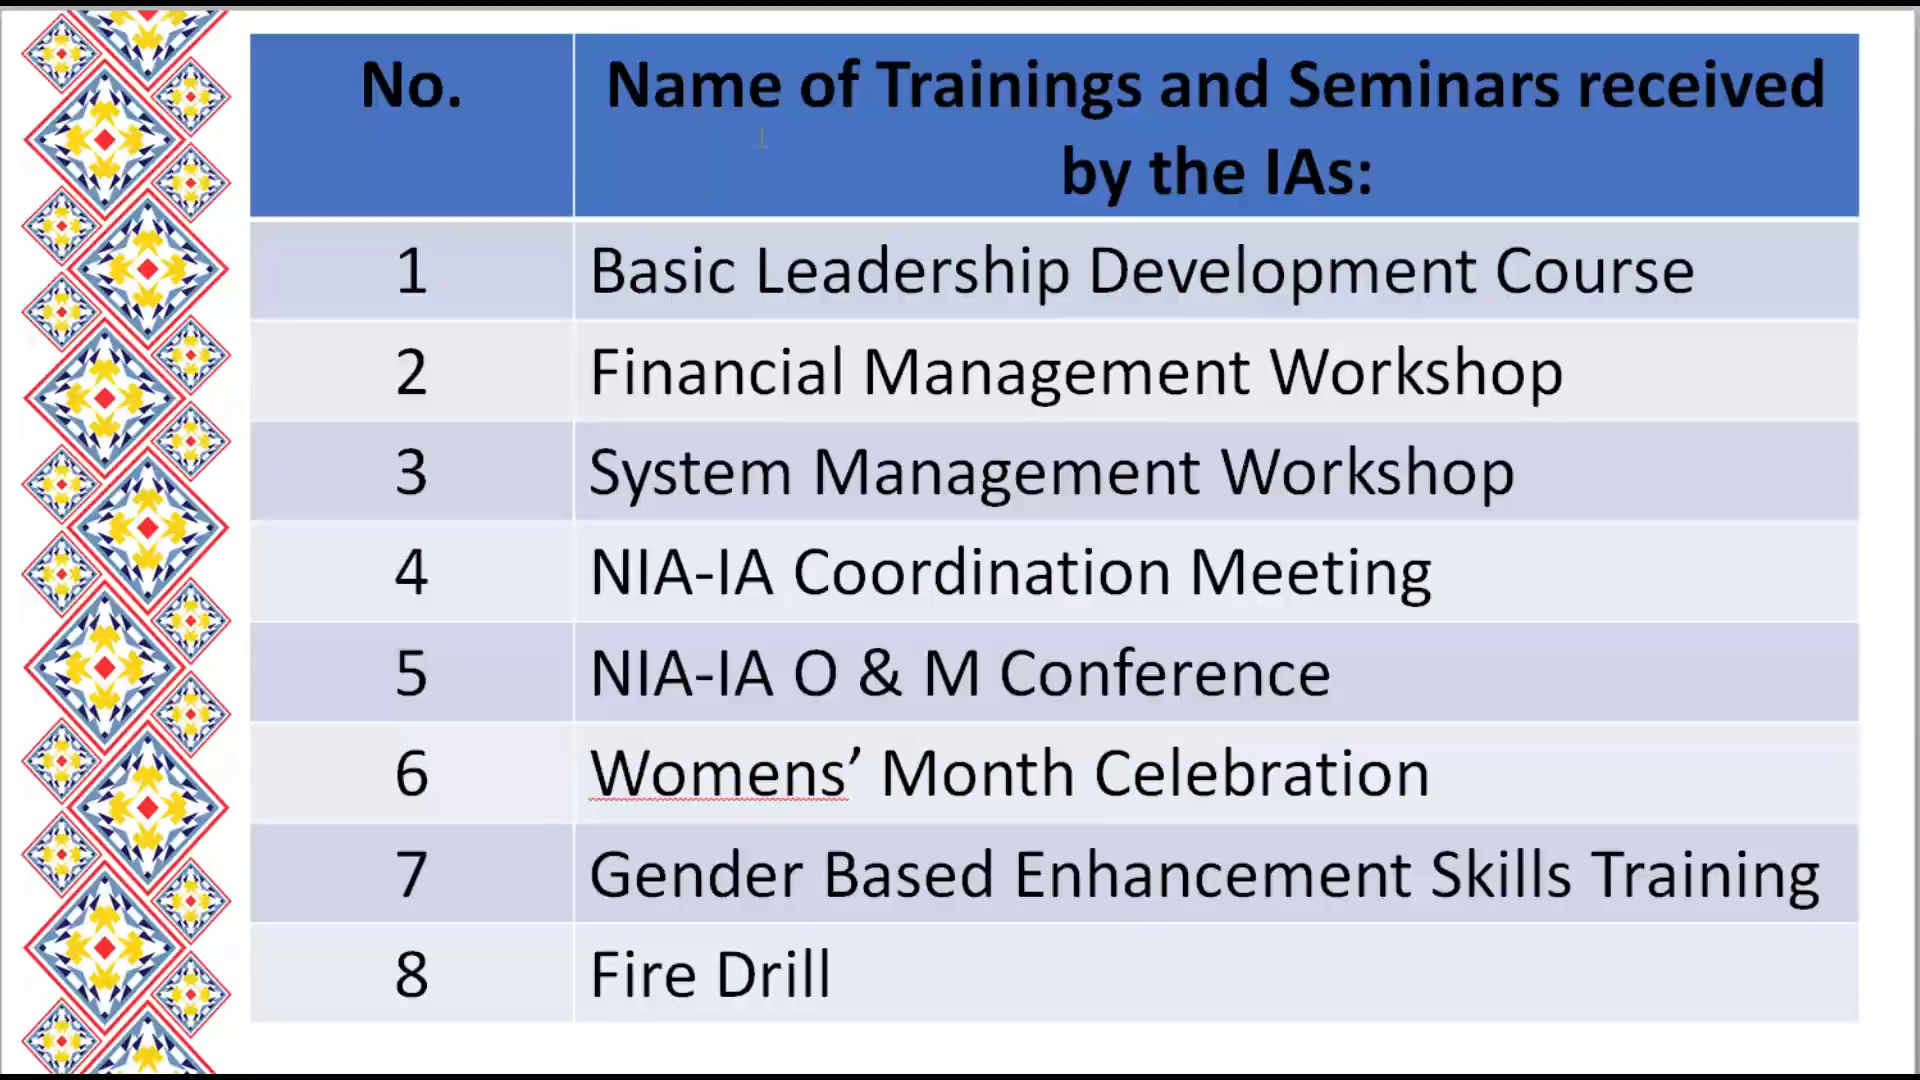 No.
Name of Trainings and Seminars received
by the IAs:
1 Basic Leadership Development Course
2 Financial Management Workshop
3 System Management Workshop
4 NIA-IA Coordination Meeting
5 NIA-IA O & M Conference
6 Womens’ Month Celebration
7 Gender Based Enhancement Skills Training
8 Fire Drill